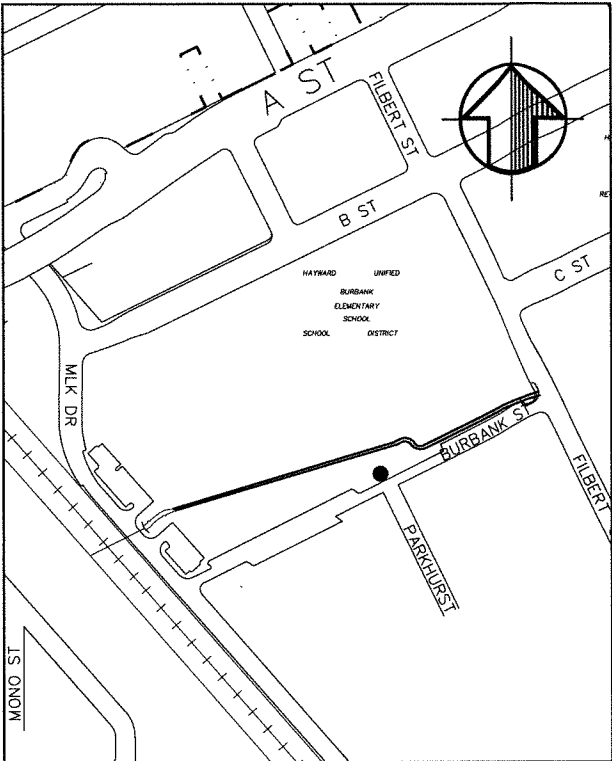 A ST
FILBERT ST
B ST
C ST
HAYWARD UNIFIED
BURBANK
ELEMENTARY
SCHOOL
SCHOOL DISTRICT
MLK DR
BURBANK ST
FILBERT
PARKHURST
MONO ST